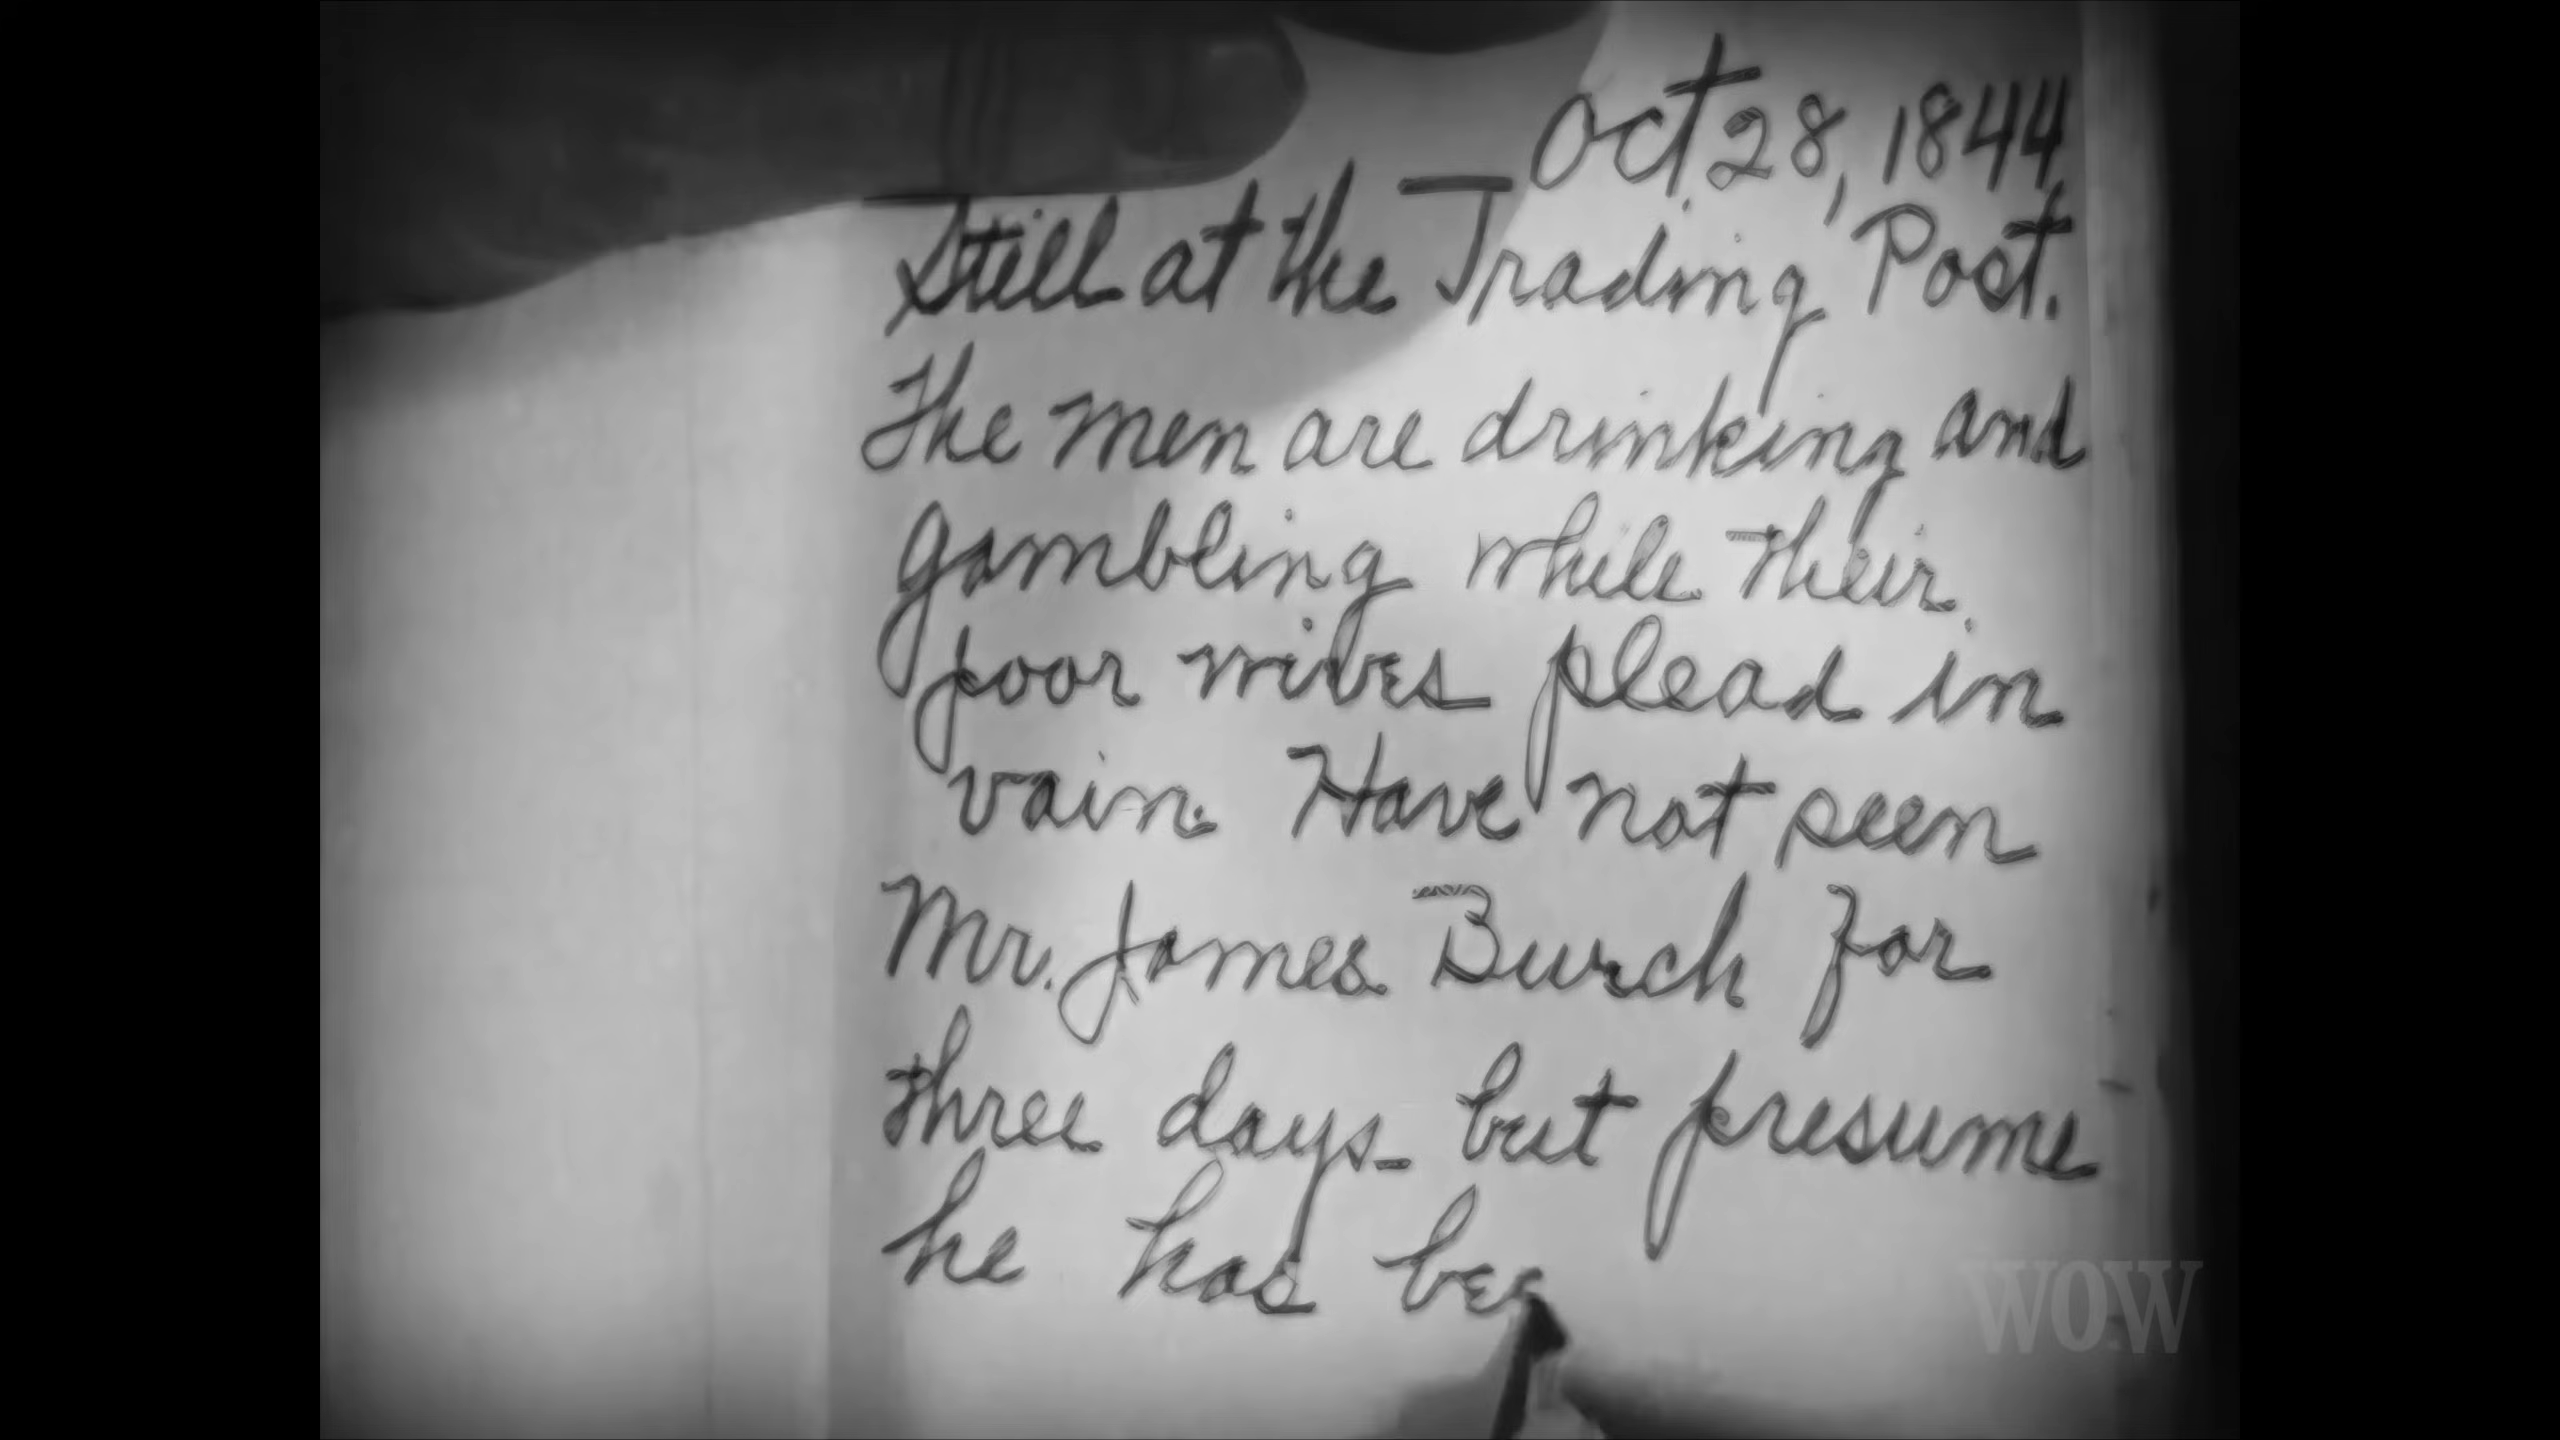 Oct. 28, 1844
Still at the Trading Post.
The men are drinking and
gambling while their
poor wives plead in
vain. Have not seen
Mr. James Burch for
three days - but presume
he has bee
WOW